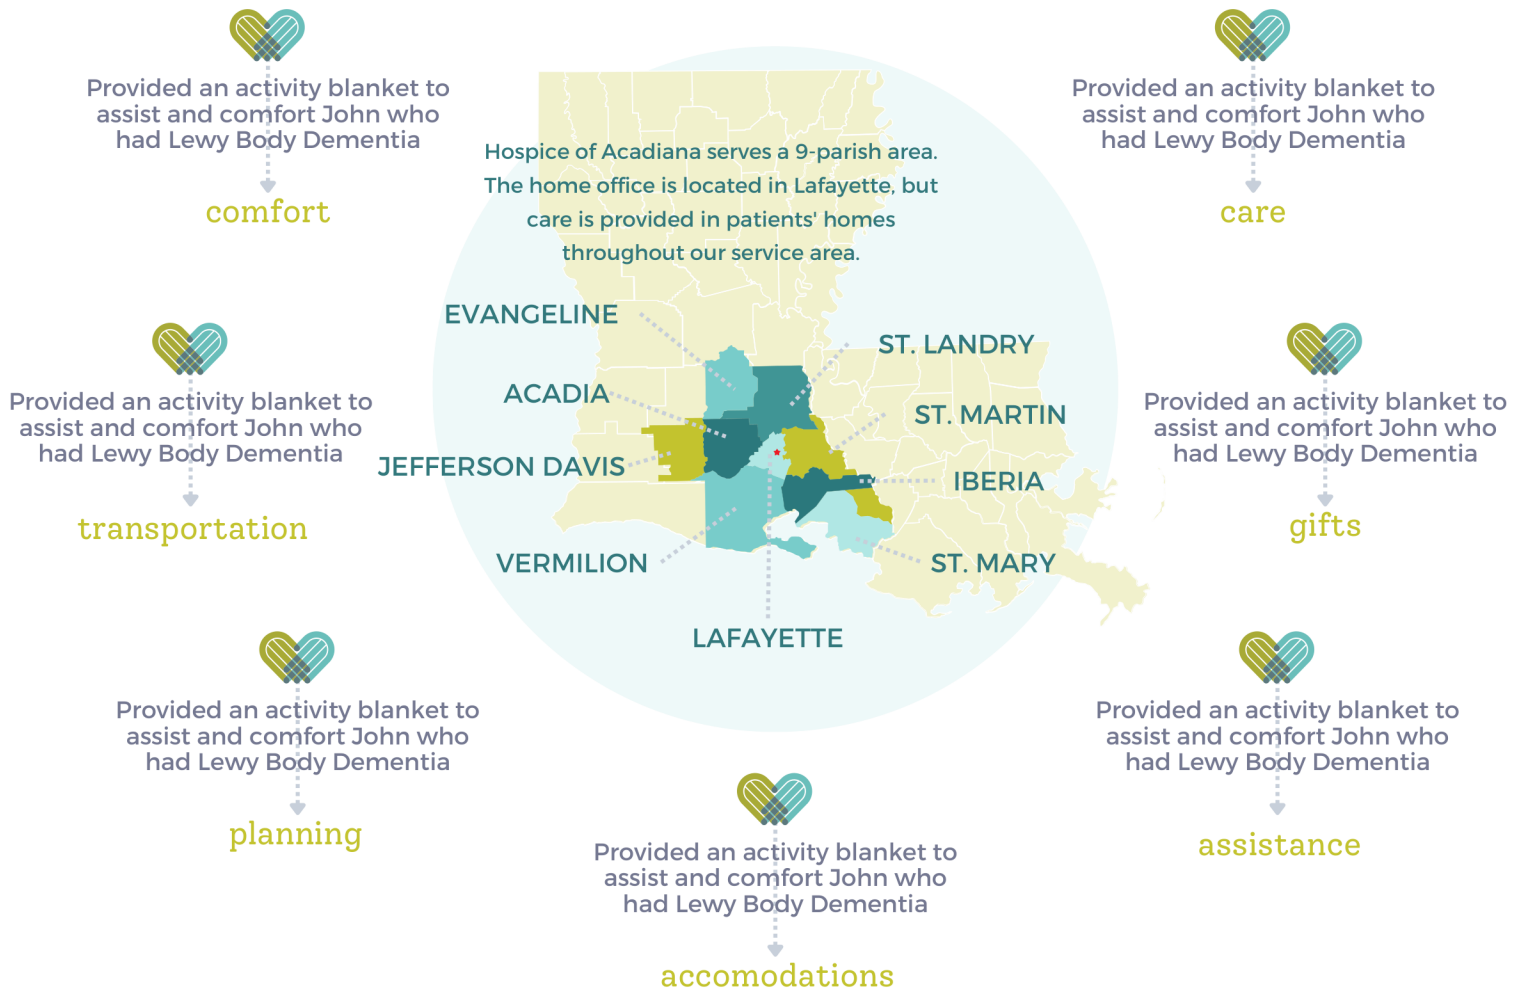 Provided an activity blanket to
assist and comfort John who
had Lewy Body Dementia
comfort
Provided an activity blanket to
assist and comfort John who
had Lewy Body Dementia
care
Hospice of Acadiana serves a 9-parish area.
The home office is located in Lafayette, but
care is provided in patients' homes
throughout our service area.
EVANGELINE
ST. LANDRY
ACADIA
ST. MARTIN
JEFFERSON DAVIS
IBERIA
VERMILION
ST. MARY
LAFAYETTE
Provided an activity blanket to
assist and comfort John who
had Lewy Body Dementia
transportation
Provided an activity blanket to
assist and comfort John who
had Lewy Body Dementia
gifts
Provided an activity blanket to
assist and comfort John who
had Lewy Body Dementia
planning
Provided an activity blanket to
assist and comfort John who
had Lewy Body Dementia
assistance
Provided an activity blanket to
assist and comfort John who
had Lewy Body Dementia
accomodations